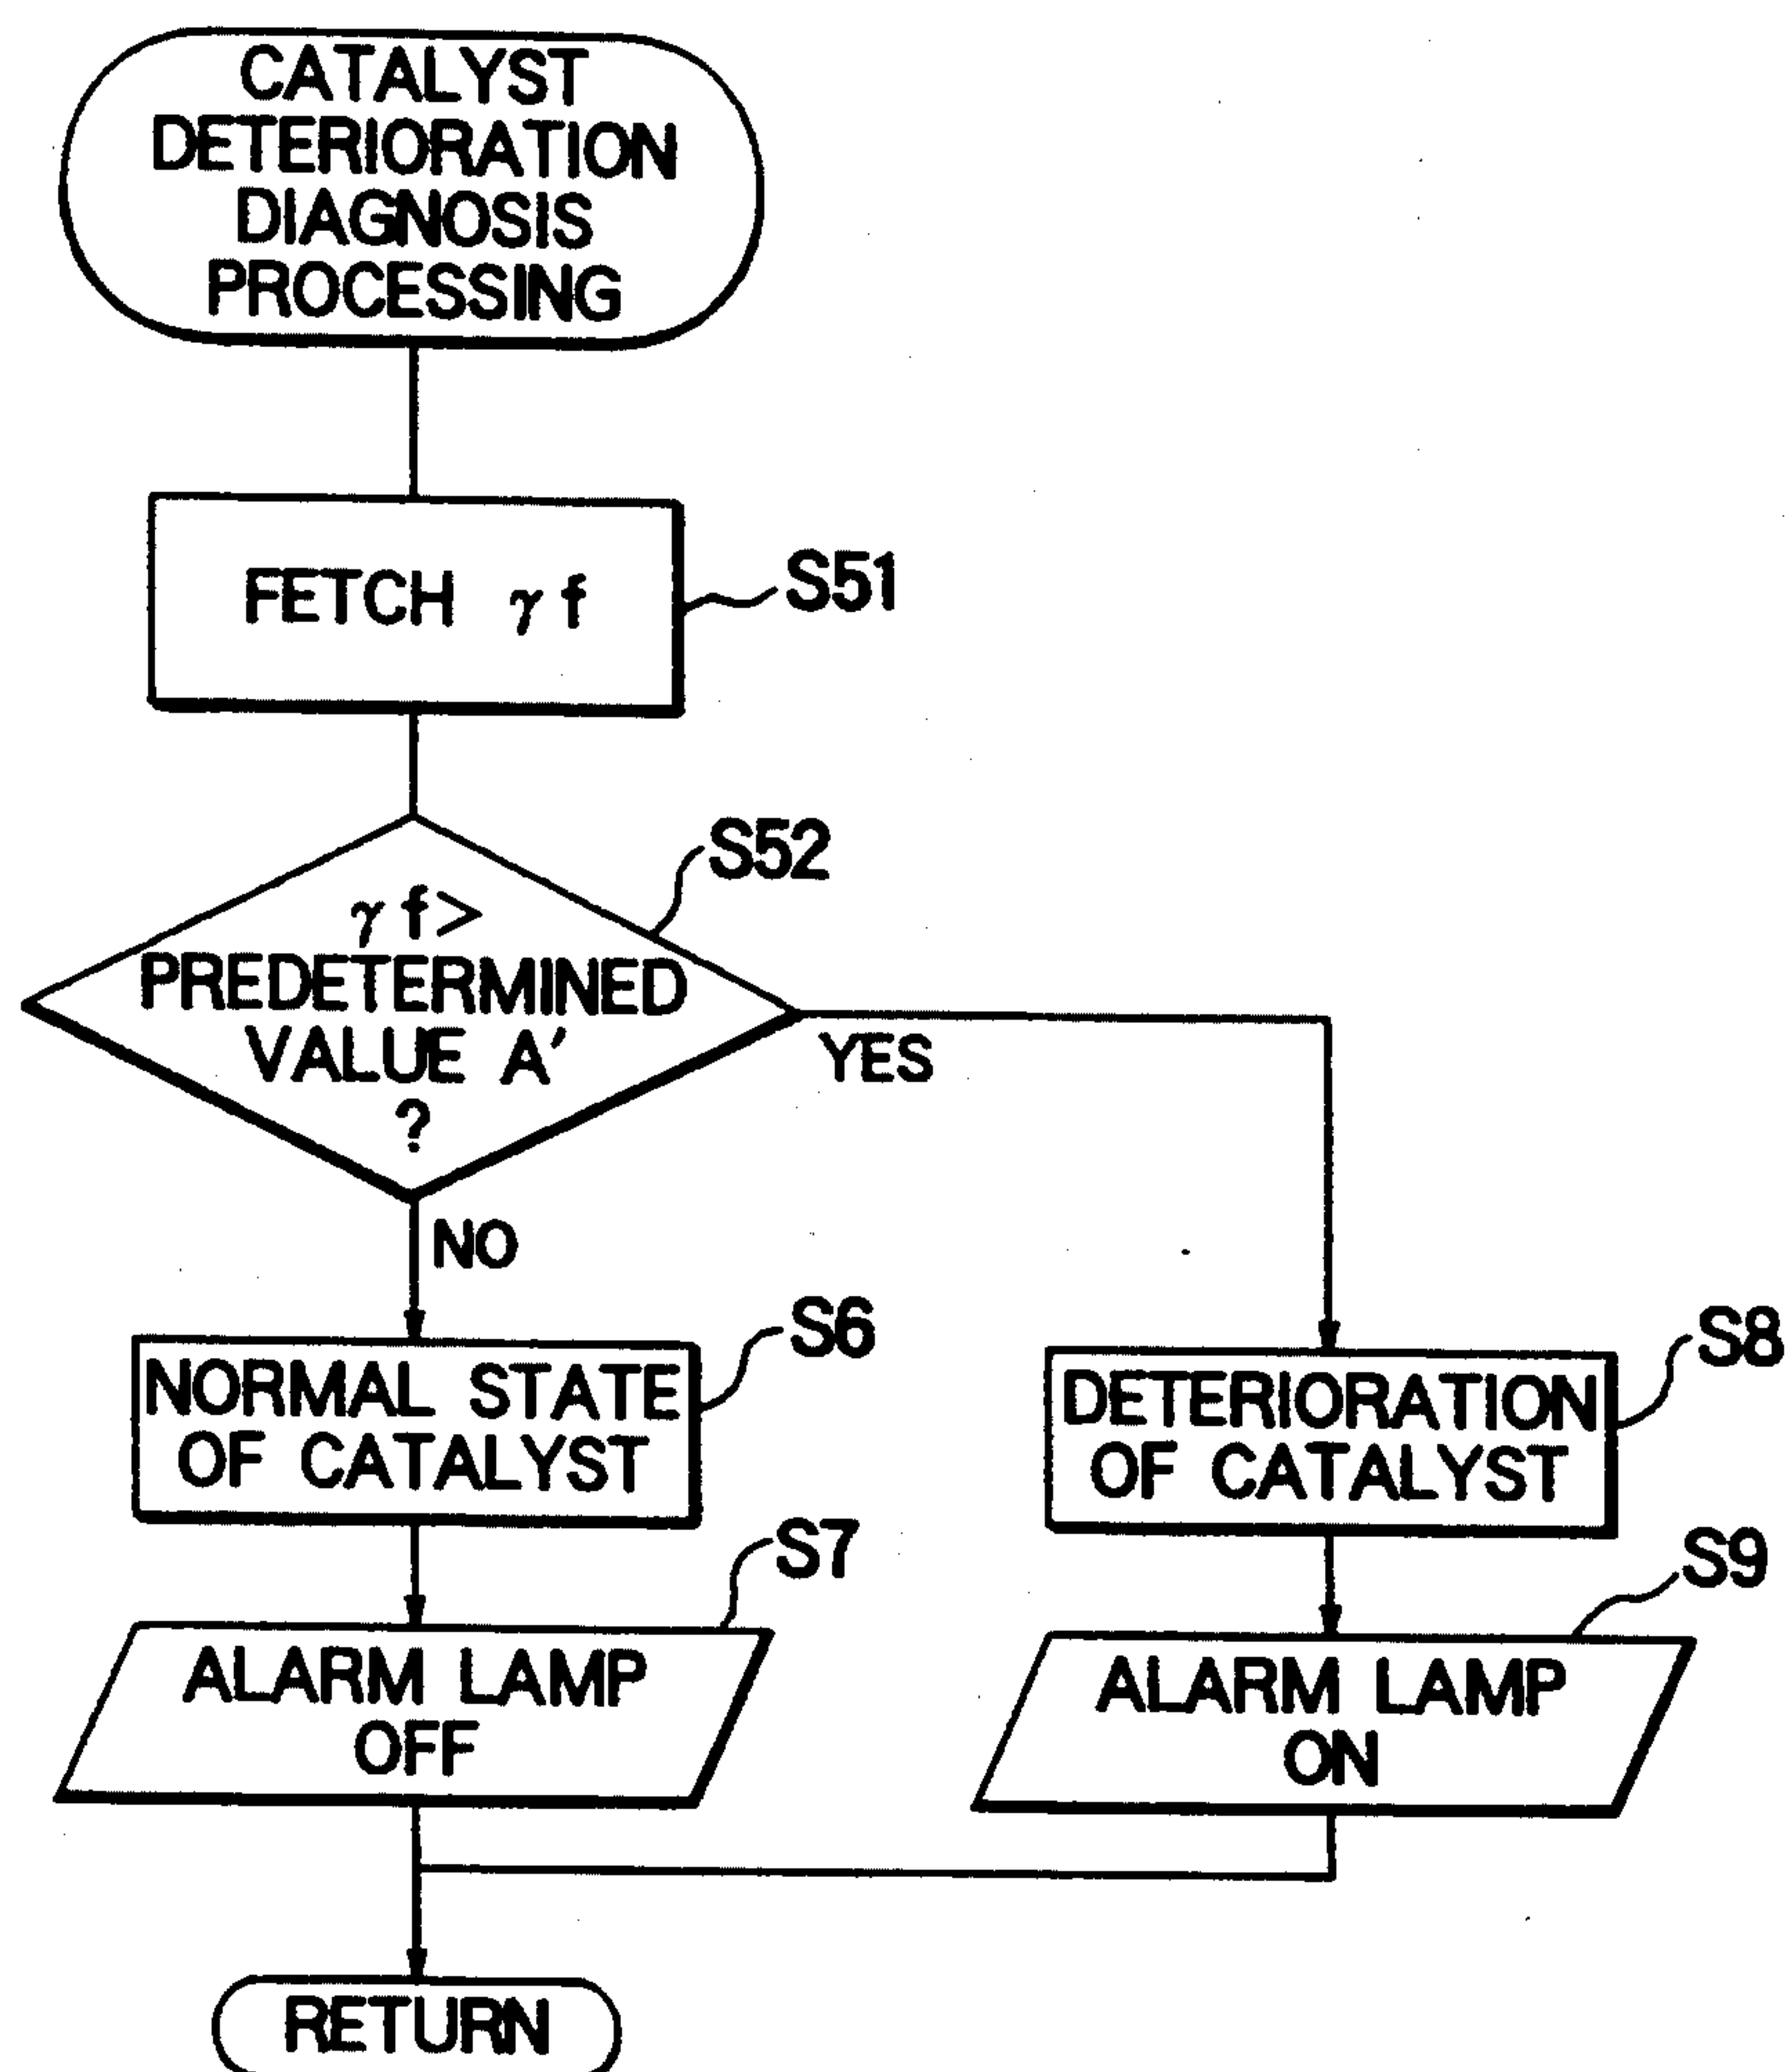 CATALYST
DETERIORATION
DIAGNOSIS
PROCESSING
FETCH γf
S51
S52
γf>
PREDETERMINED
VALUE A′
?
YES
NO
NORMAL STATE
OF CATALYST
S6
DETERIORATION
OF CATALYST
S8
ALARM LAMP
OFF
S7
ALARM LAMP
ON
S9
RETURN